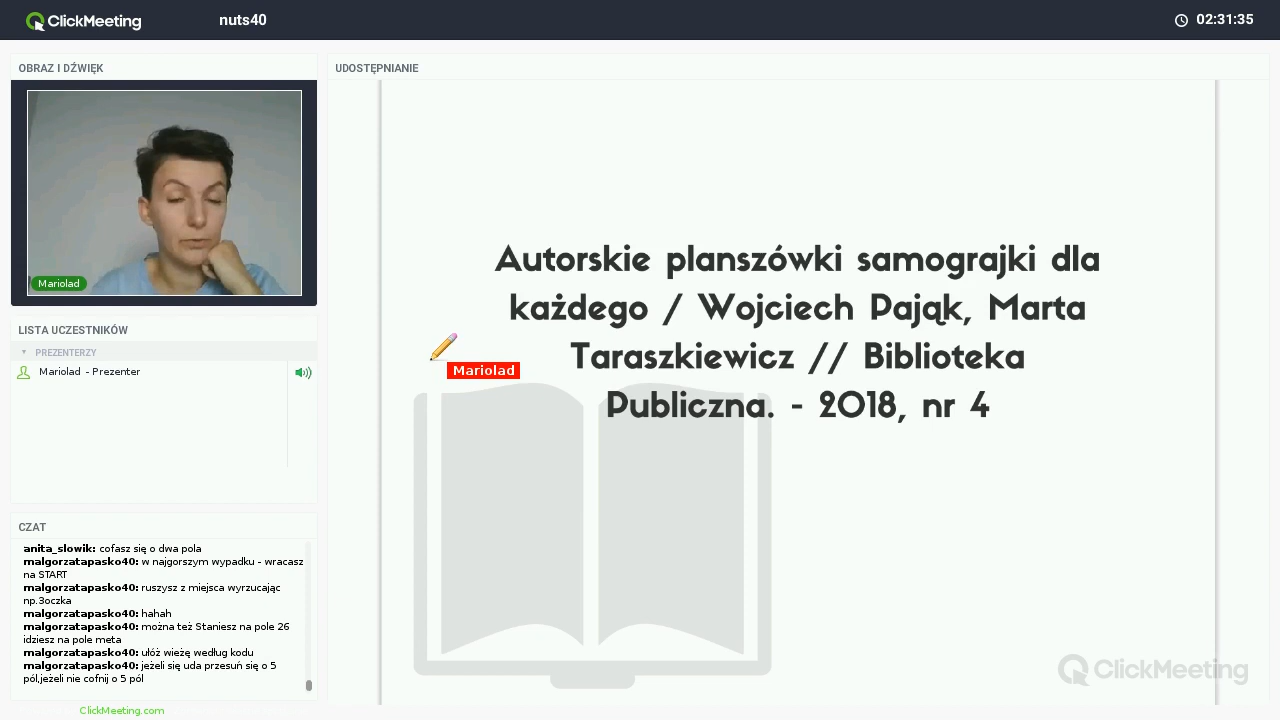 ClickMeeting
nuts40
02:31:35
OBRAZ I DŹWIĘK
Mariolad
LISTA UCZESTNIKÓW
PREZENTERZY
Mariolad - Prezenter
CZAT
anita_slowik: cofasz się o dwa pola
malgorzatapasko40: w najgorszym wypadku - wracasz
na START
malgorzatapasko40: ruszysz z miejsca wyrzucając
np.3oczka
malgorzatapasko40: hahah
malgorzatapasko40: można też Staniesz na pole 26
idziesz na pole meta
malgorzatapasko40: ułóż wieżę według kodu
malgorzatapasko40: jeżeli się uda przesuń się o 5
pól,jeżeli nie cofnij o 5 pól
ClickMeeting.com
UDOSTĘPNIANIE
Autorskie planszówki samograjki dla
każdego / Wojciech Pająk, Marta
Taraszkiewicz // Biblioteka
Publiczna. - 2018, nr 4
Mariolad
ClickMeeting